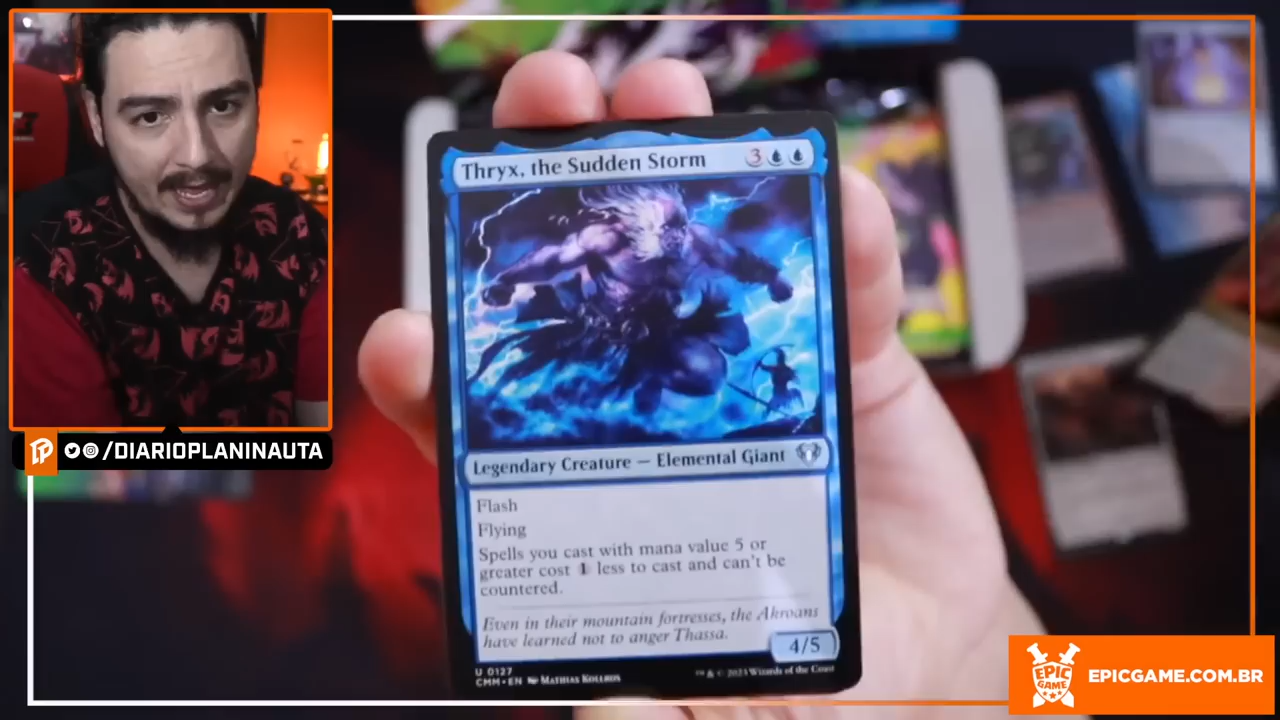 Thryx, the Sudden Storm 3
Legendary Creature — Elemental Giant
Flash
Flying
Spells you cast with mana value 5 or
greater cost 1 less to cast and can't be
countered.
Even in their mountain fortresses, the Akroans
have learned not to anger Thassa.
4/5
U 0127
CMM • EN Mathias Kollros
™ & © 2023 Wizards of the Coast
/DIARIOPLANINAUTA
EPIC
GAME
EPICGAME.COM.BR